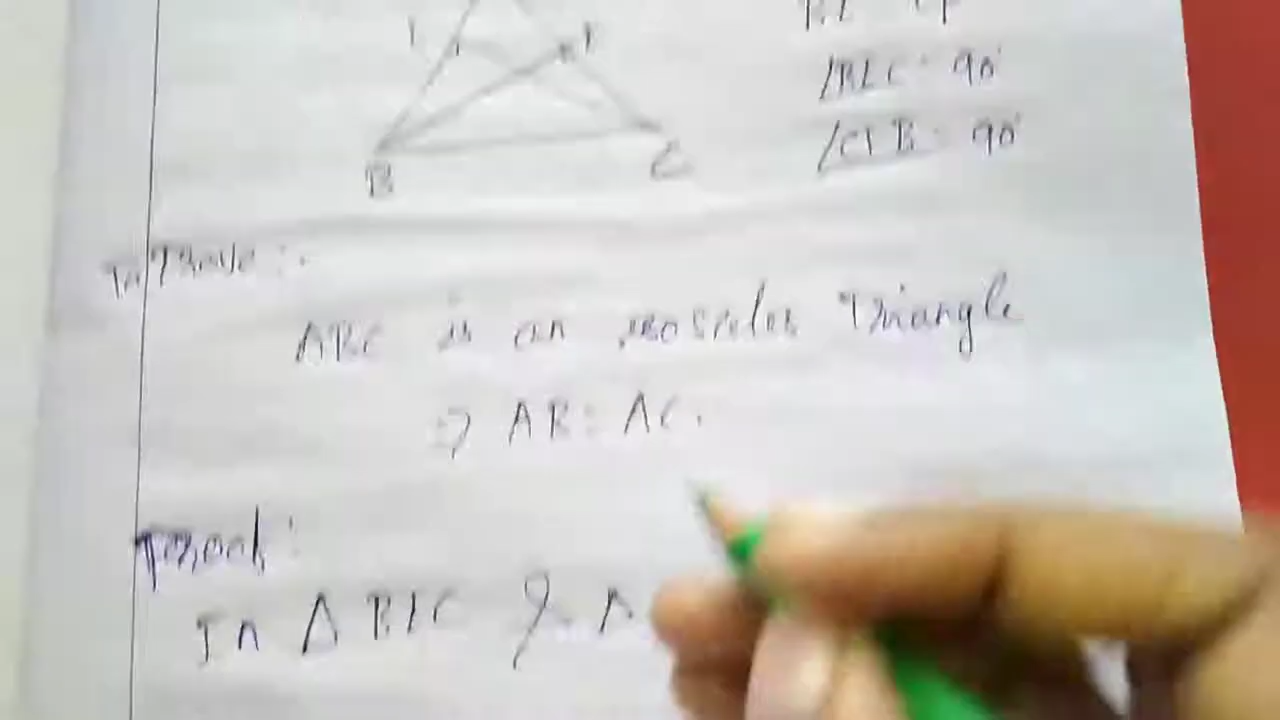 B
C
∠BEC = 90°
∠CFB = 90°
To Prove :-
ABC is an isosceles Triangle
⇒ AB = AC.
Proof :
In Δ BEC & Δ